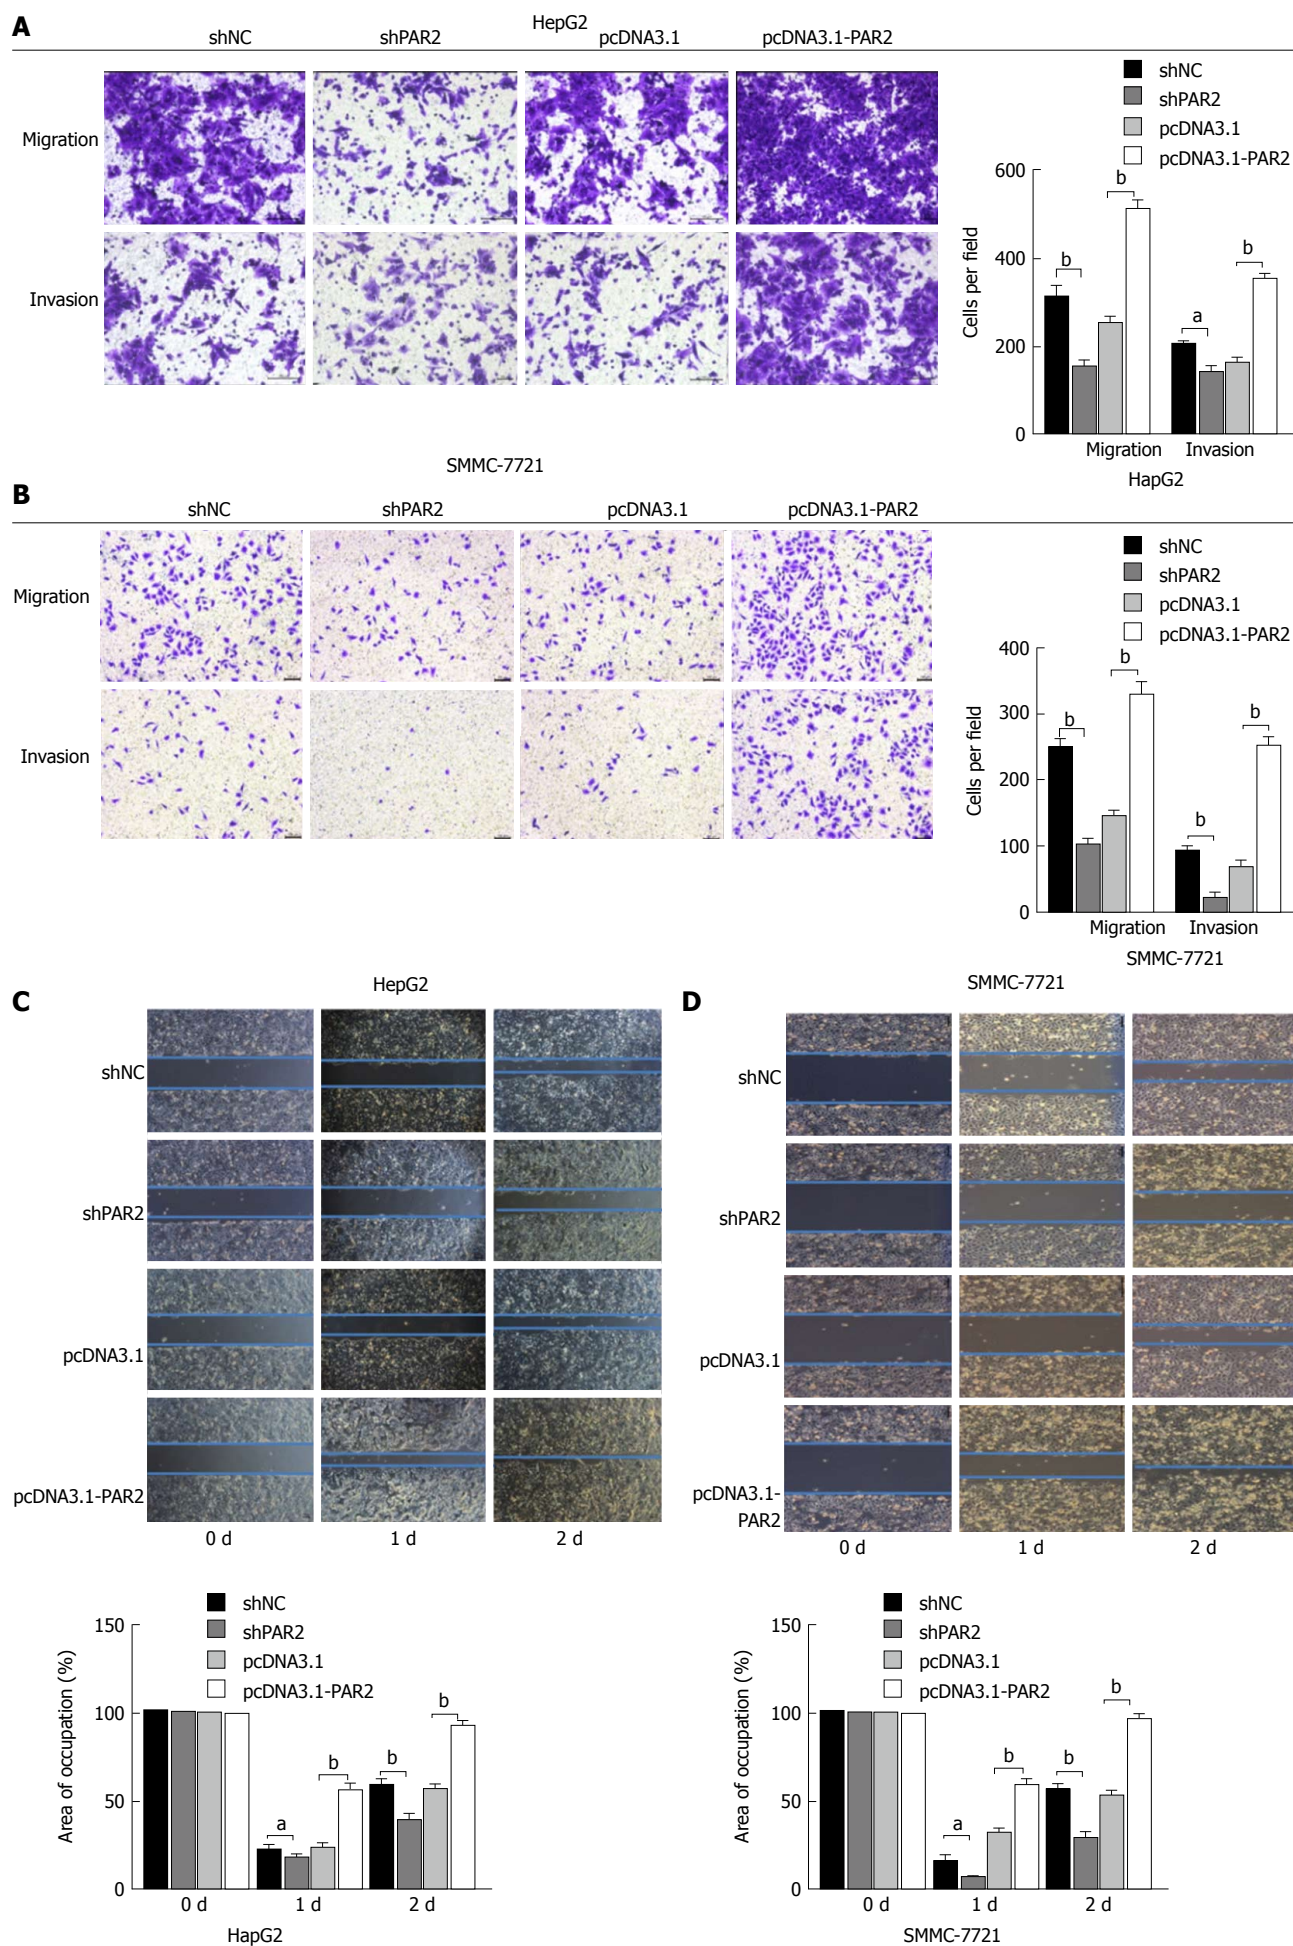 A
HepG2
shNC shPAR2 pcDNA3.1 pcDNA3.1-PAR2
Migration
Invasion
shNC
shPAR2
pcDNA3.1
pcDNA3.1-PAR2
Cells per field
600
400
200
0
b
b
a
b
Migration Invasion
HapG2
SMMC-7721
B
shNC shPAR2 pcDNA3.1 pcDNA3.1-PAR2
Migration
Invasion
shNC
shPAR2
pcDNA3.1
pcDNA3.1-PAR2
Cells per field
400
300
200
100
0
b
b
b
b
Migration Invasion
SMMC-7721
C
HepG2
shNC
shPAR2
pcDNA3.1
pcDNA3.1-PAR2
0 d 1 d 2 d
shNC
shPAR2
pcDNA3.1
pcDNA3.1-PAR2
Area of occupation (%)
150
100
50
0
a
b
b
b
0 d 1 d 2 d
HapG2
D
SMMC-7721
shNC
shPAR2
pcDNA3.1
pcDNA3.1-
PAR2
0 d 1 d 2 d
shNC
shPAR2
pcDNA3.1
pcDNA3.1-PAR2
Area of occupation (%)
150
100
50
0
a
b
b
b
0 d 1 d 2 d
SMMC-7721